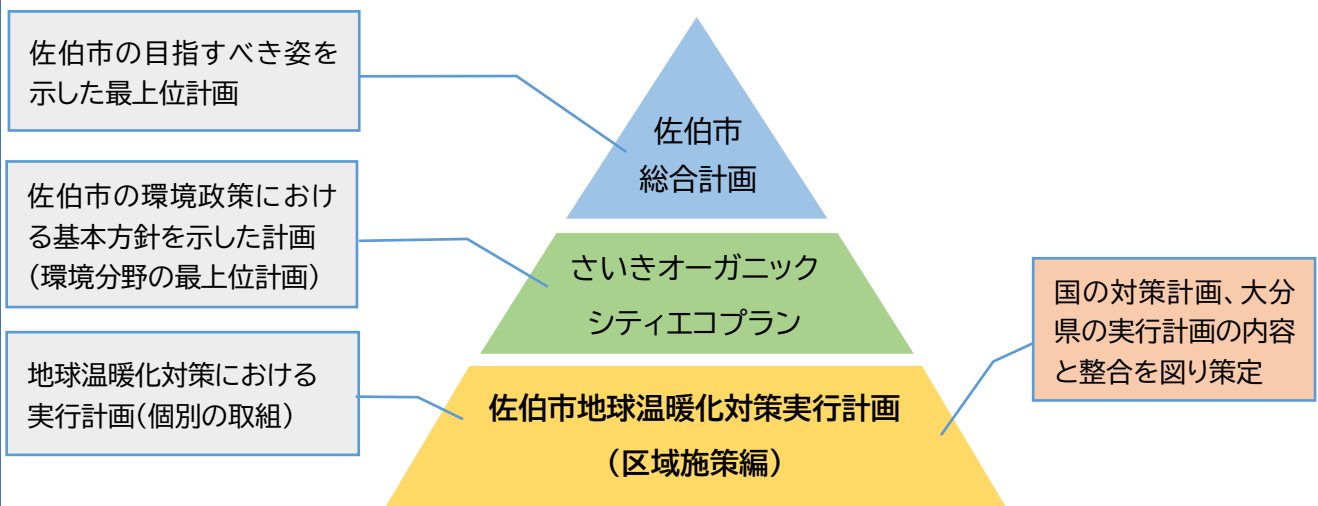 佐伯市の目指すべき姿を
示した最上位計画
佐伯市
総合計画
佐伯市の環境政策におけ
る基本方針を示した計画
（環境分野の最上位計画）
さいきオーガニック
シティエコプラン
国の対策計画、大分
県の実行計画の内容
と整合を図り策定
地球温暖化対策における
実行計画（個別の取組）
佐伯市地球温暖化対策実行計画
（区域施策編）